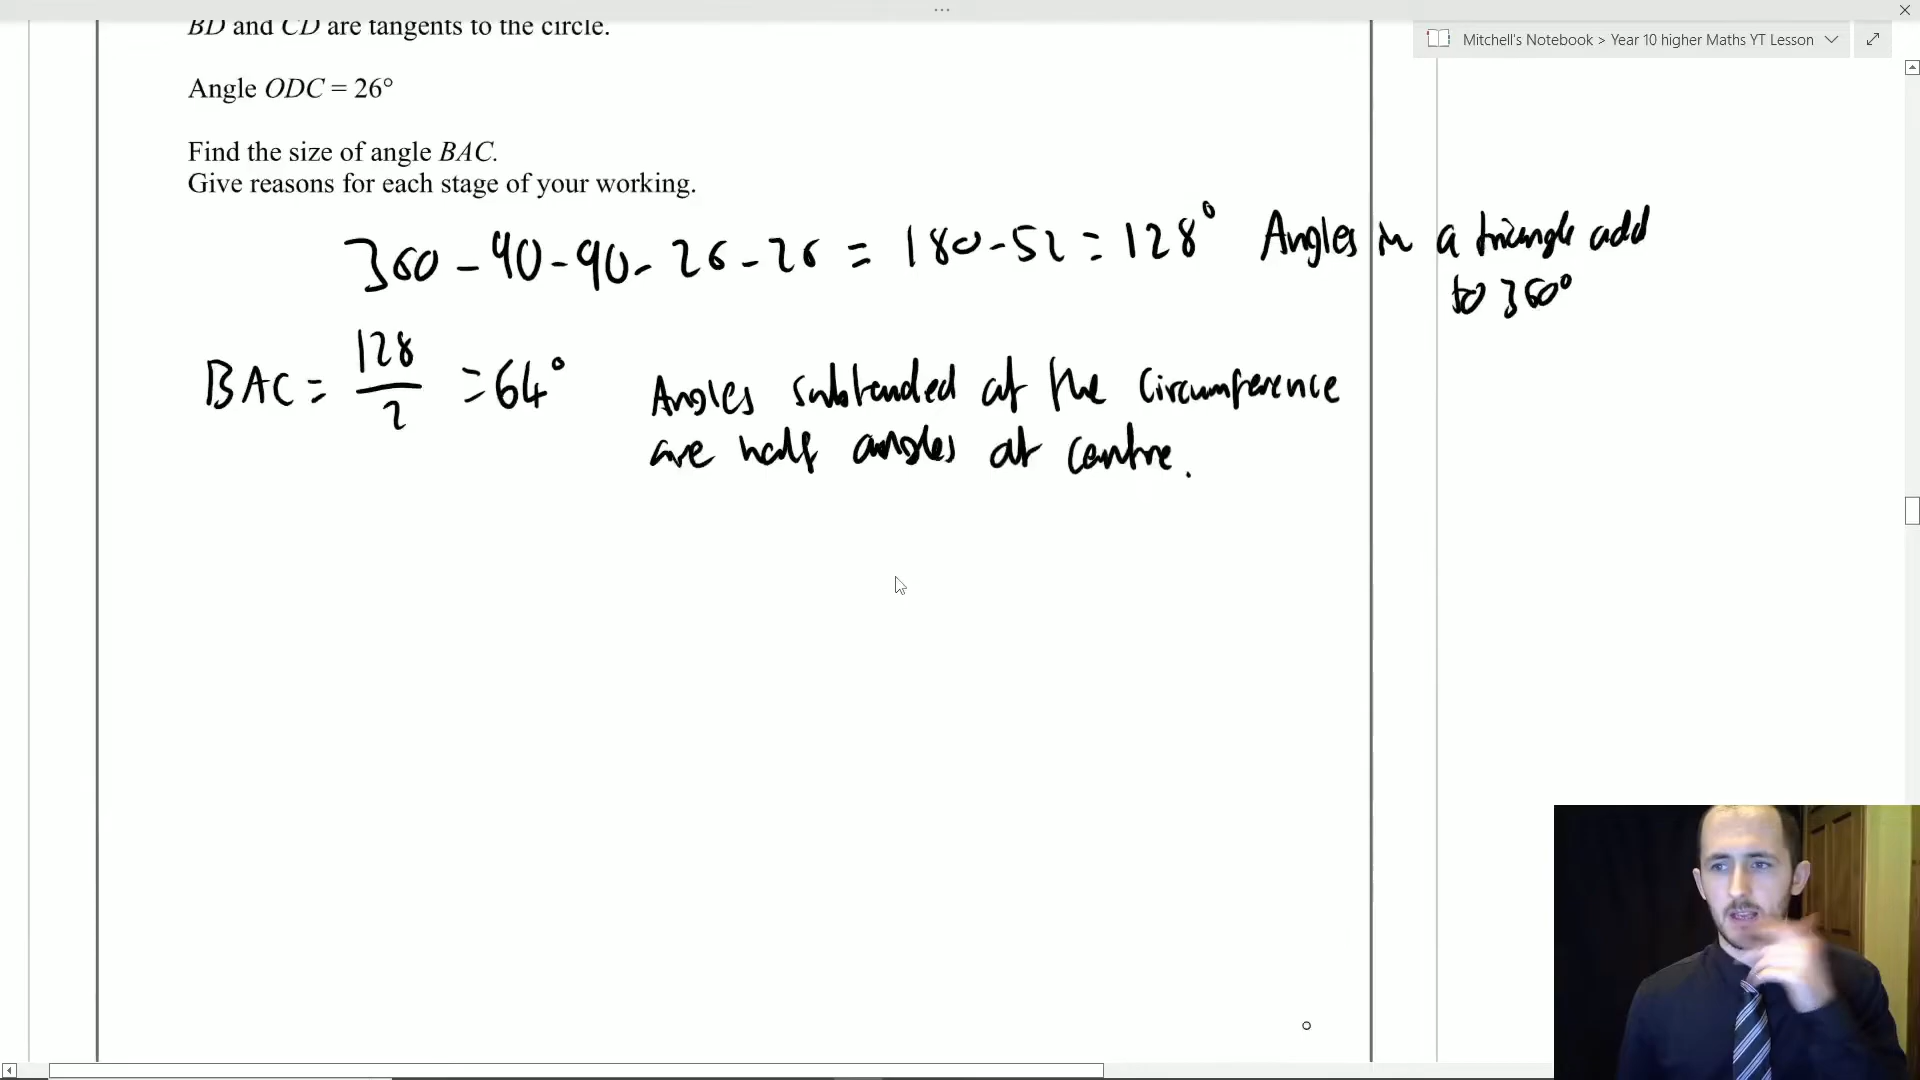 BD and CD are tangents to the circle.
Mitchell's Notebook > Year 10 higher Maths YT Lesson
Angle ODC = 26°
Find the size of angle BAC.
Give reasons for each stage of your working.
360 - 90 - 90 - 26 - 26 = 180 - 52 = 128° Angles in a triangle add
to 360°
BAC = 128/2 = 64° Angles subtended at the circumference
are half angles at centre.